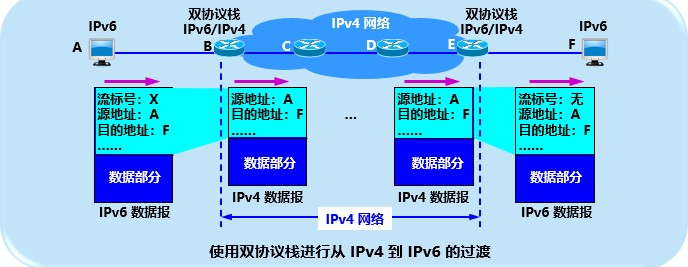 IPv6
双协议栈
IPv6/IPv4
IPv4 网络
双协议栈
IPv6/IPv4
IPv6
A
B
C
D
E
F
流标号：X
源地址：A
目的地址：F
……
数据部分
IPv6 数据报
源地址：A
目的地址：F
……
数据部分
IPv4 数据报
...
源地址：A
目的地址：F
……
数据部分
IPv4 数据报
流标号：无
源地址：A
目的地址：F
……
数据部分
IPv6 数据报
IPv4 网络
使用双协议栈进行从 IPv4 到 IPv6 的过渡